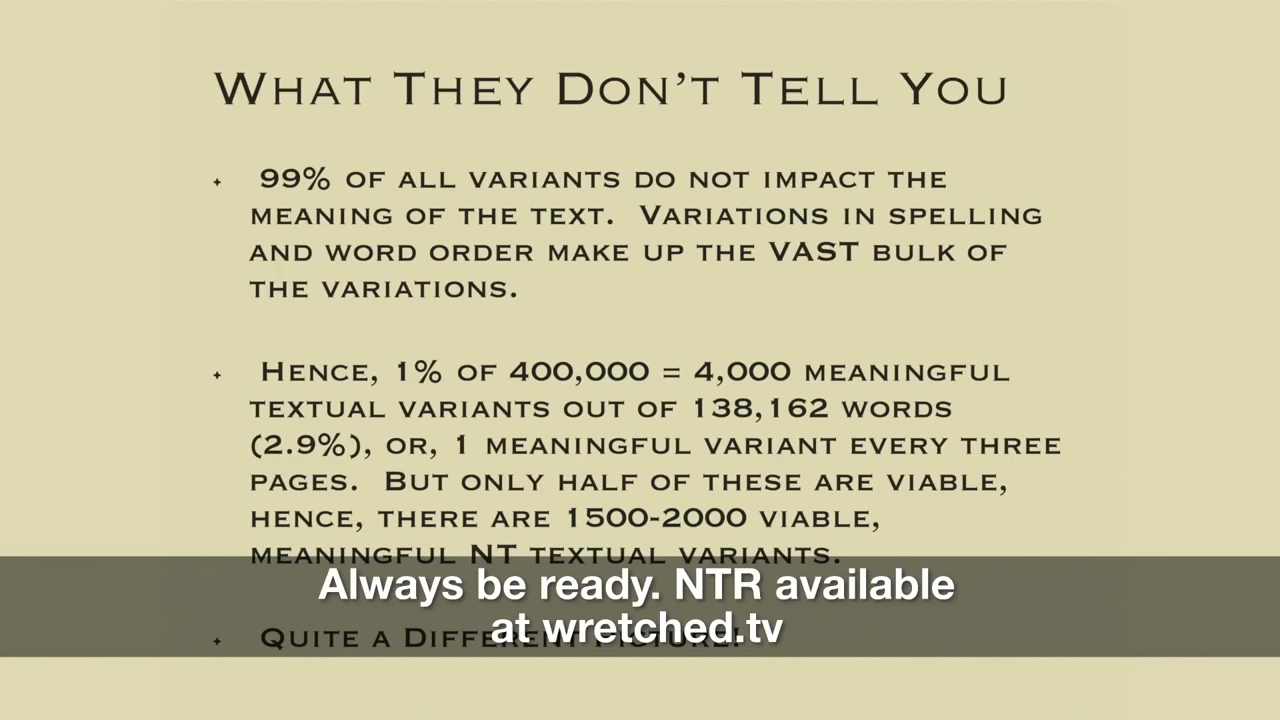 What They Don't Tell You
99% of all variants do not impact the
meaning of the text. Variations in spelling
and word order make up the VAST bulk of
the variations.
Hence, 1% of 400,000 = 4,000 meaningful
textual variants out of 138,162 words
(2.9%), or, 1 meaningful variant every three
pages. But only half of these are viable,
hence, there are 1500-2000 viable,
meaningful NT textual variants.
Always be ready. NTR available
at wretched.tv
Quite a Different picture!